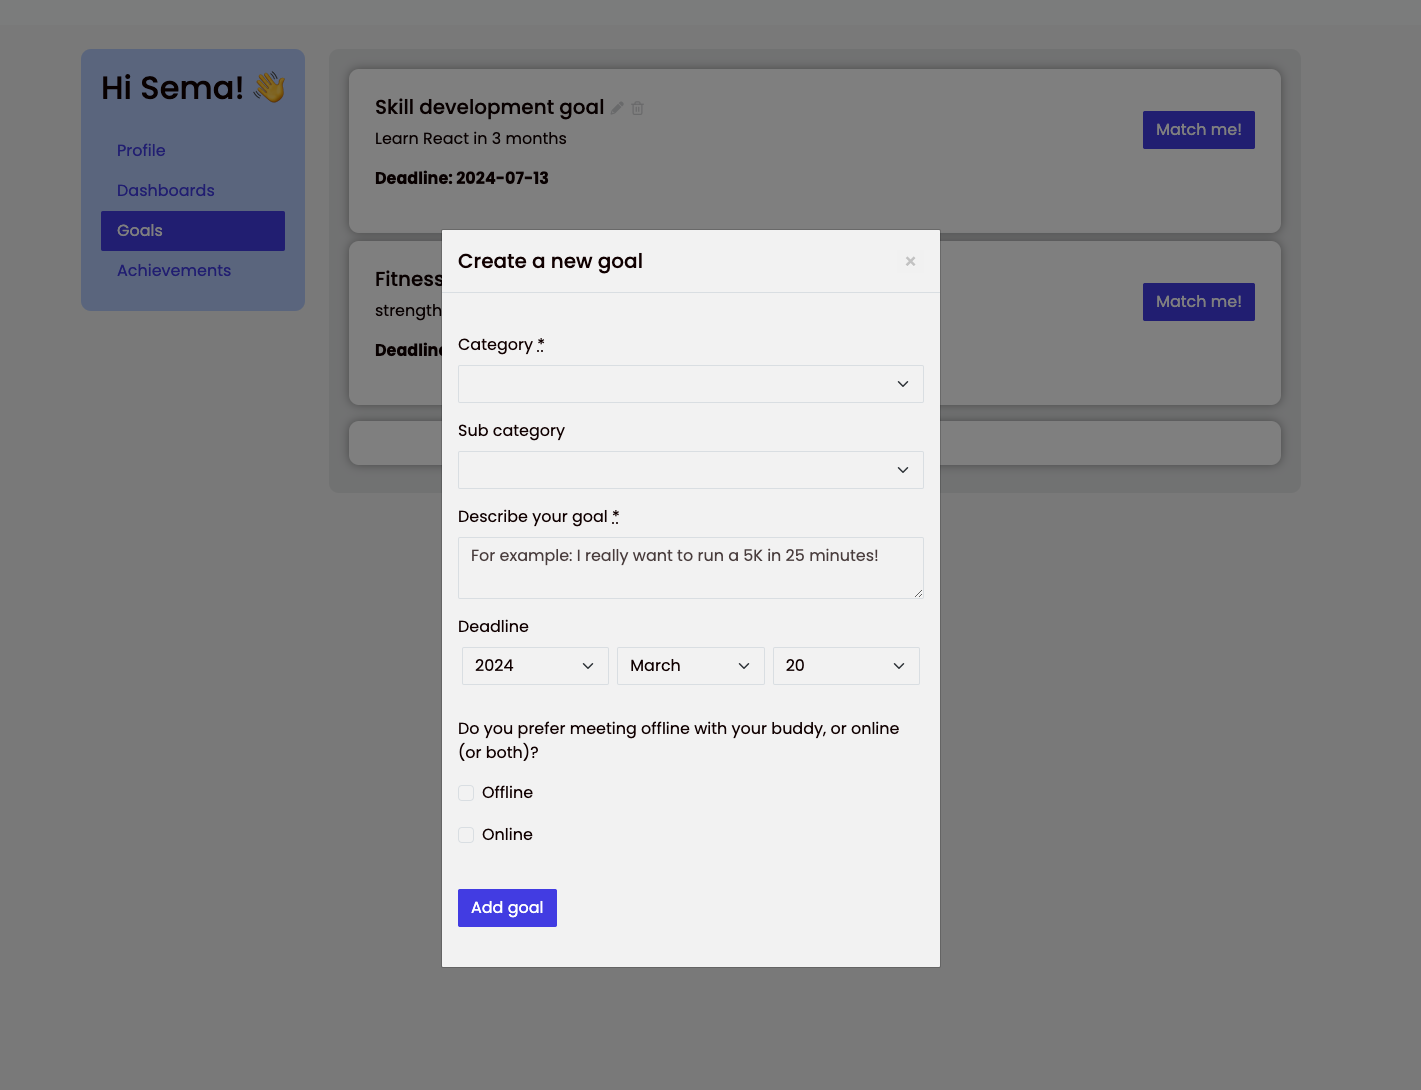 Hi Sema! 👋
Profile
Dashboards
Goals
Achievements
Skill development goal
Learn React in 3 months
Deadline: 2024-07-13
Match me!
Fitness
strength
Deadline
Match me!
Create a new goal
×
Category *
Sub category
Describe your goal *
For example: I really want to run a 5K in 25 minutes!
Deadline
2024 March 20
Do you prefer meeting offline with your buddy, or online
(or both)?
Offline
Online
Add goal